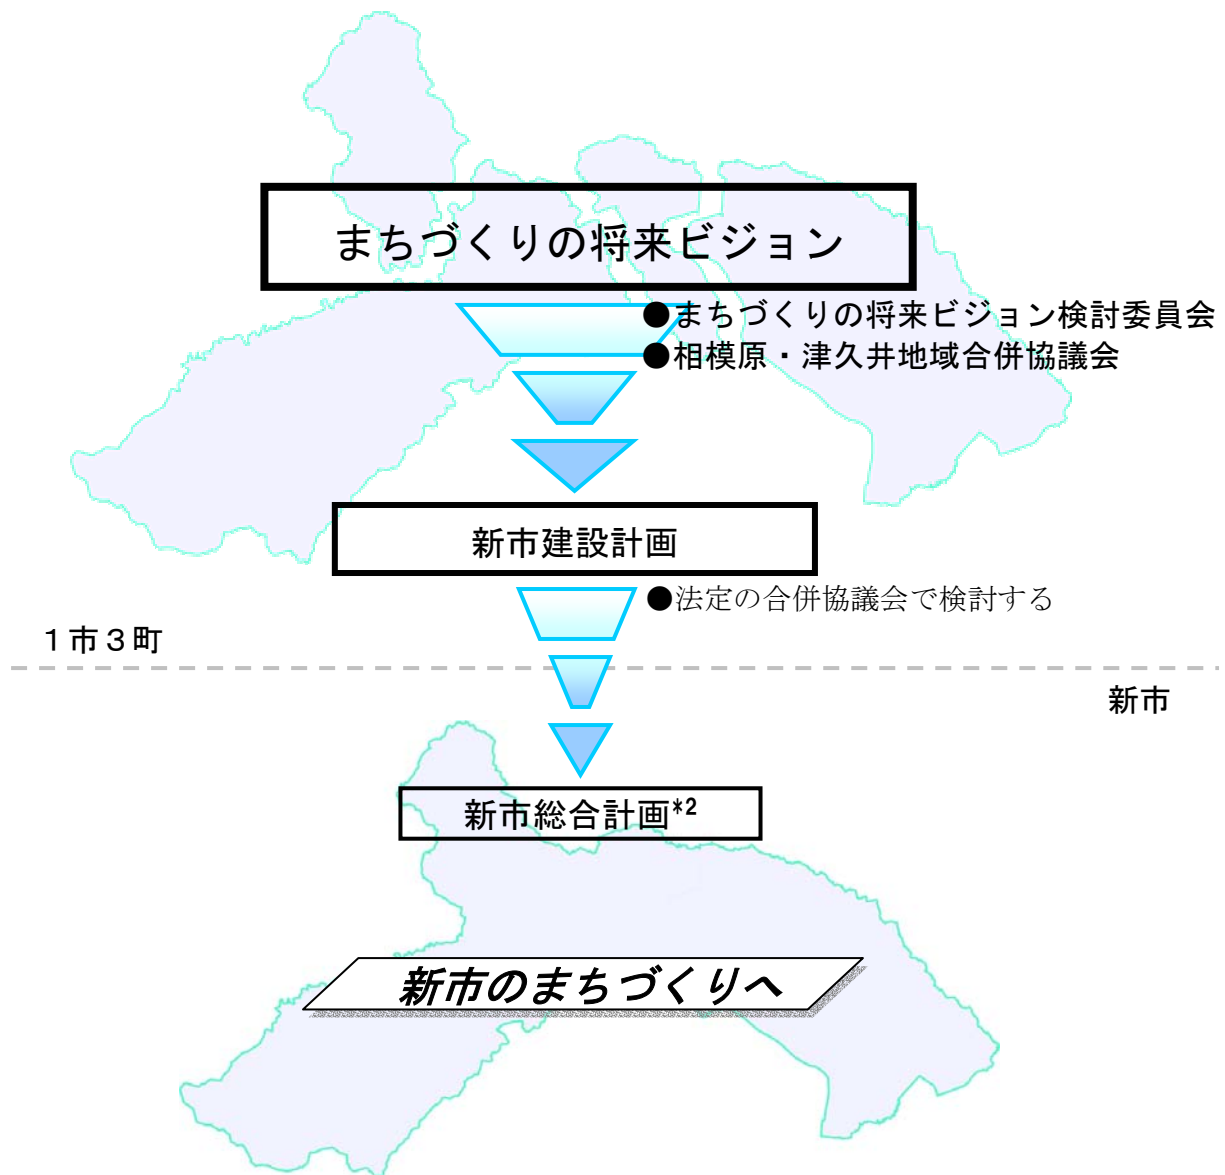 まちづくりの将来ビジョン
●まちづくりの将来ビジョン検討委員会
●相模原・津久井地域合併協議会
新市建設計画
●法定の合併協議会で検討する
１市３町
新市
新市総合計画*2
新市のまちづくりへ